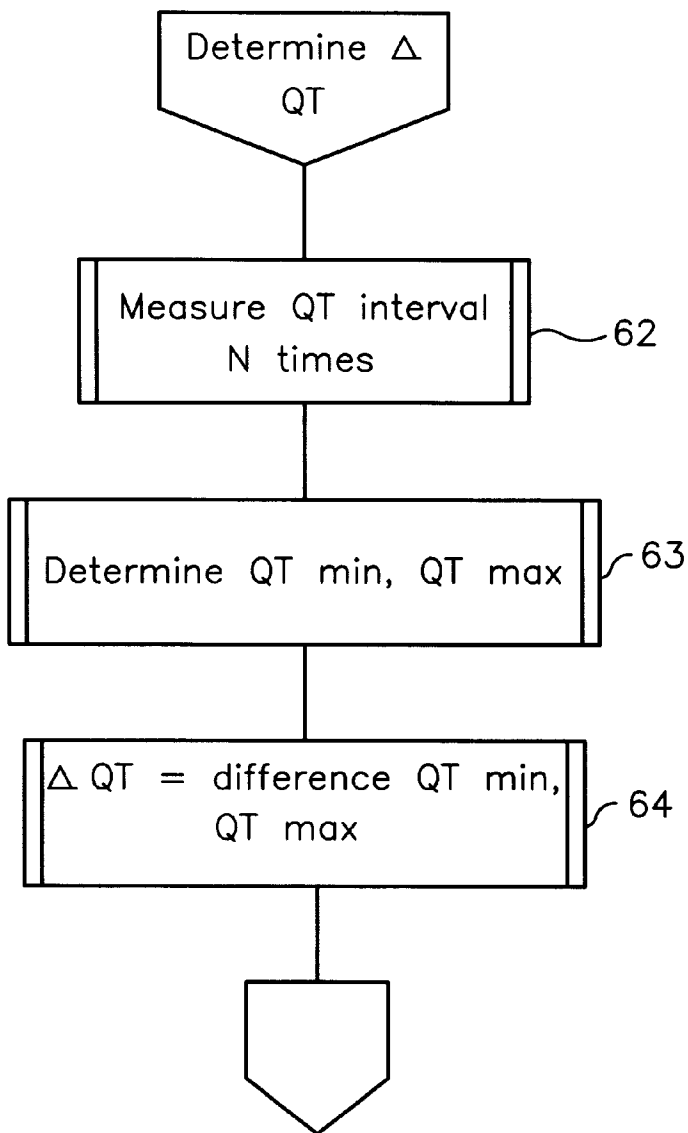 Determine Δ
QT
Measure QT interval
N times
62
Determine QT min, QT max
63
Δ QT = difference QT min,
QT max
64